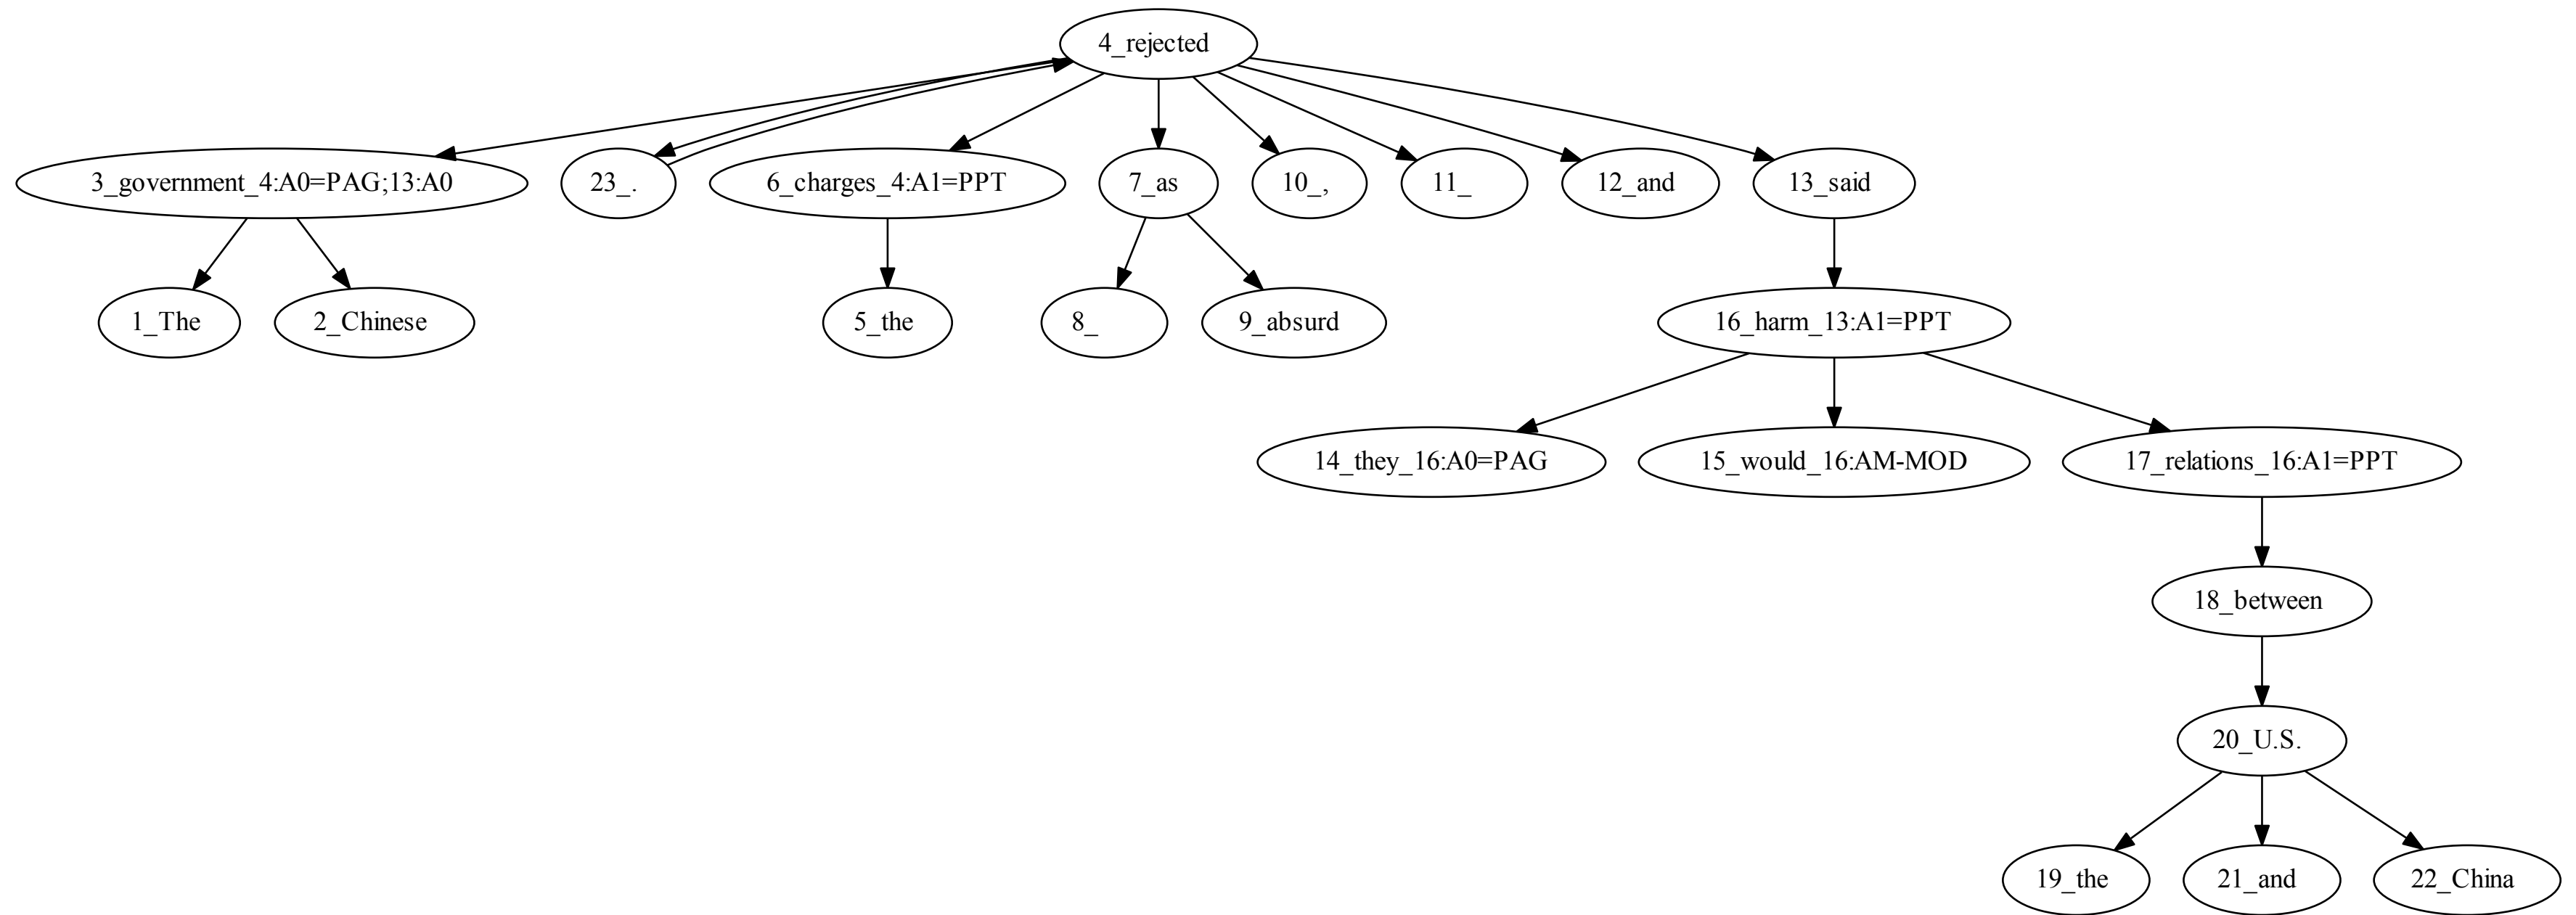 4_rejected
3_government_4:A0=PAG;13:A0
23_.
6_charges_4:A1=PPT
7_as
10_,
11_
12_and
13_said
1_The
2_Chinese
5_the
8_
9_absurd
16_harm_13:A1=PPT
14_they_16:A0=PAG
15_would_16:AM-MOD
17_relations_16:A1=PPT
18_between
20_U.S.
19_the
21_and
22_China